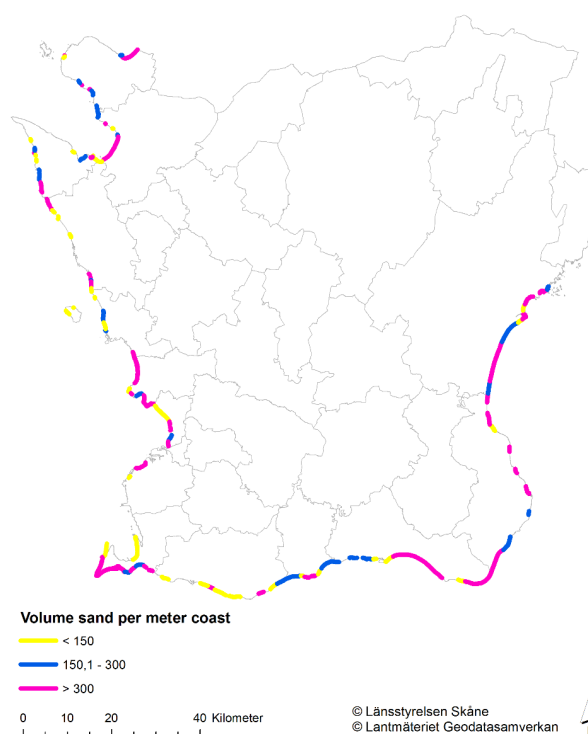 Volume sand per meter coast
< 150
150,1 - 300
> 300
0 10 20 40 Kilometer
© Länsstyrelsen Skåne
© Lantmäteriet Geodatasamverkan